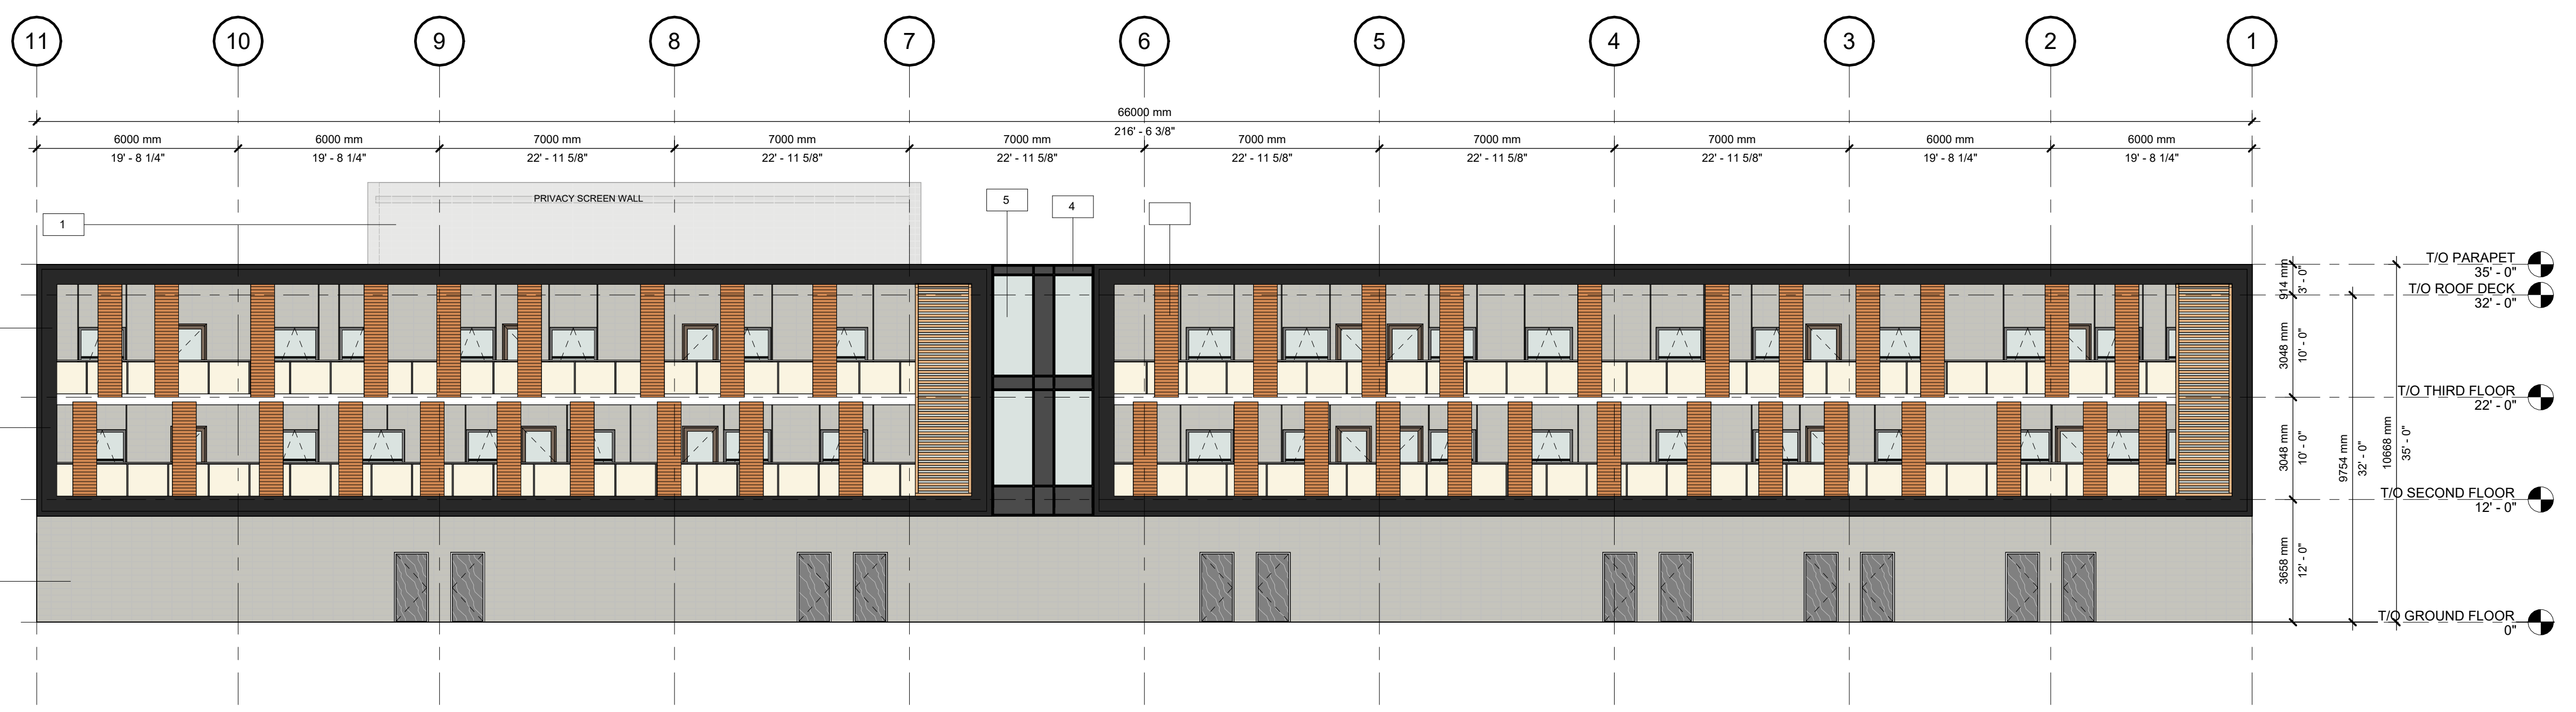 11 10 9 8 7 6 5 4 3 2 1
66000 mm
216' - 6 3/8"
6000 mm 6000 mm 7000 mm 7000 mm 7000 mm 7000 mm 7000 mm 7000 mm 6000 mm 6000 mm
19' - 8 1/4" 19' - 8 1/4" 22' - 11 5/8" 22' - 11 5/8" 22' - 11 5/8" 22' - 11 5/8" 22' - 11 5/8" 22' - 11 5/8" 19' - 8 1/4" 19' - 8 1/4"
PRIVACY SCREEN WALL
1
5
4
T/O PARAPET
35' - 0"
T/O ROOF DECK
32' - 0"
T/O THIRD FLOOR
22' - 0"
T/O SECOND FLOOR
12' - 0"
T/O GROUND FLOOR
0"
914 mm
3' - 0"
3048 mm
10' - 0"
3048 mm
10' - 0"
3658 mm
12' - 0"
9754 mm
32' - 0"
10668 mm
35' - 0"